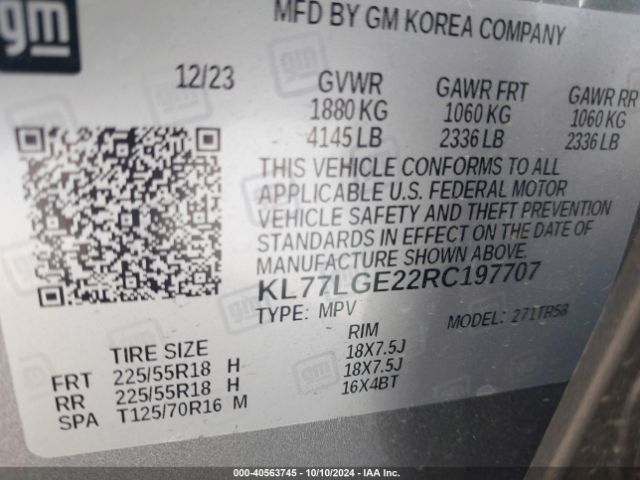 gm
MFD BY GM KOREA COMPANY
12/23 GVWR GAWR FRT GAWR RR
1880 KG 1060 KG 1060 KG
4145 LB 2336 LB 2336 LB
THIS VEHICLE CONFORMS TO ALL
APPLICABLE U.S. FEDERAL MOTOR
VEHICLE SAFETY AND THEFT PREVENTION
STANDARDS IN EFFECT ON THE DATE OF
MANUFACTURE SHOWN ABOVE.
KL77LGE22RC197707
TYPE: MPV MODEL: 271TR58
TIRE SIZE RIM
FRT 225/55R18 H 18X7.5J
RR 225/55R18 H 18X7.5J
SPA T125/70R16 M 16X4BT
000-40563745 - 10/10/2024 - IAA Inc.